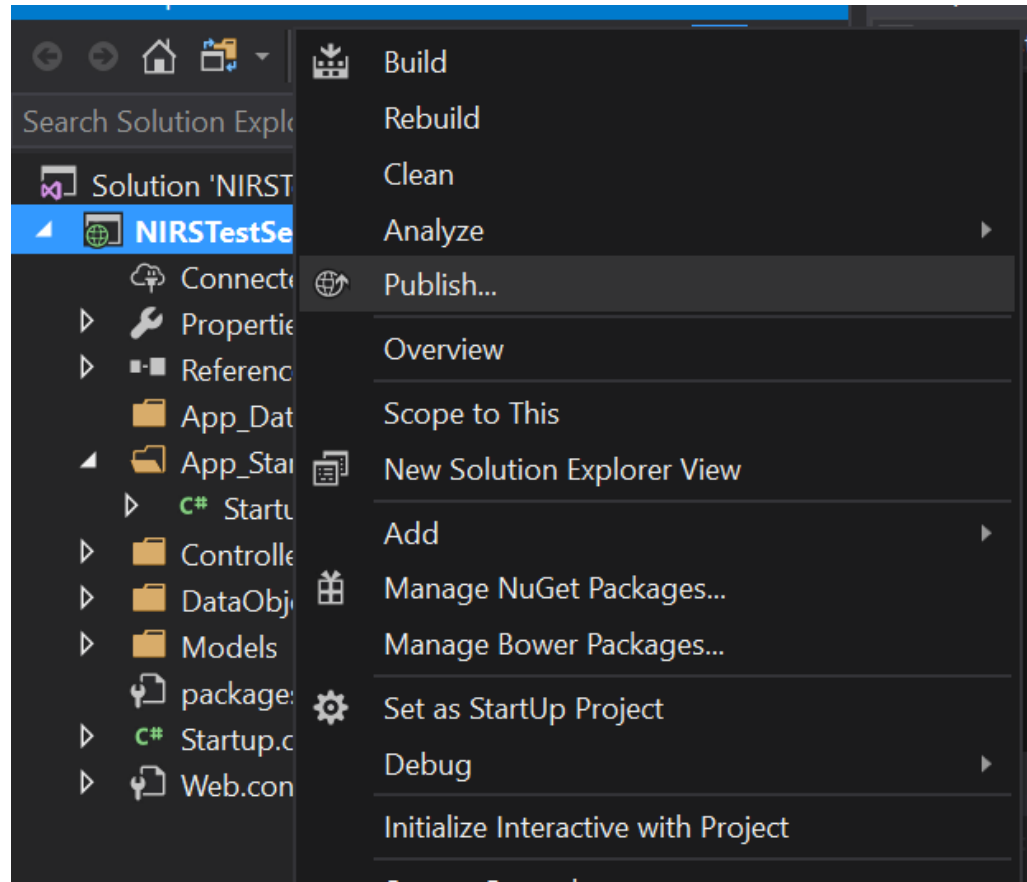 Search Solution Expl
Solution 'NIRST
NIRSTestSe
Connecte
Propertie
Referenc
App_Dat
App_Star
C# Startu
Controlle
DataObj
Models
package
C# Startup.c
Web.con
Build
Rebuild
Clean
Analyze
Publish...
Overview
Scope to This
New Solution Explorer View
Add
Manage NuGet Packages...
Manage Bower Packages...
Set as StartUp Project
Debug
Initialize Interactive with Project